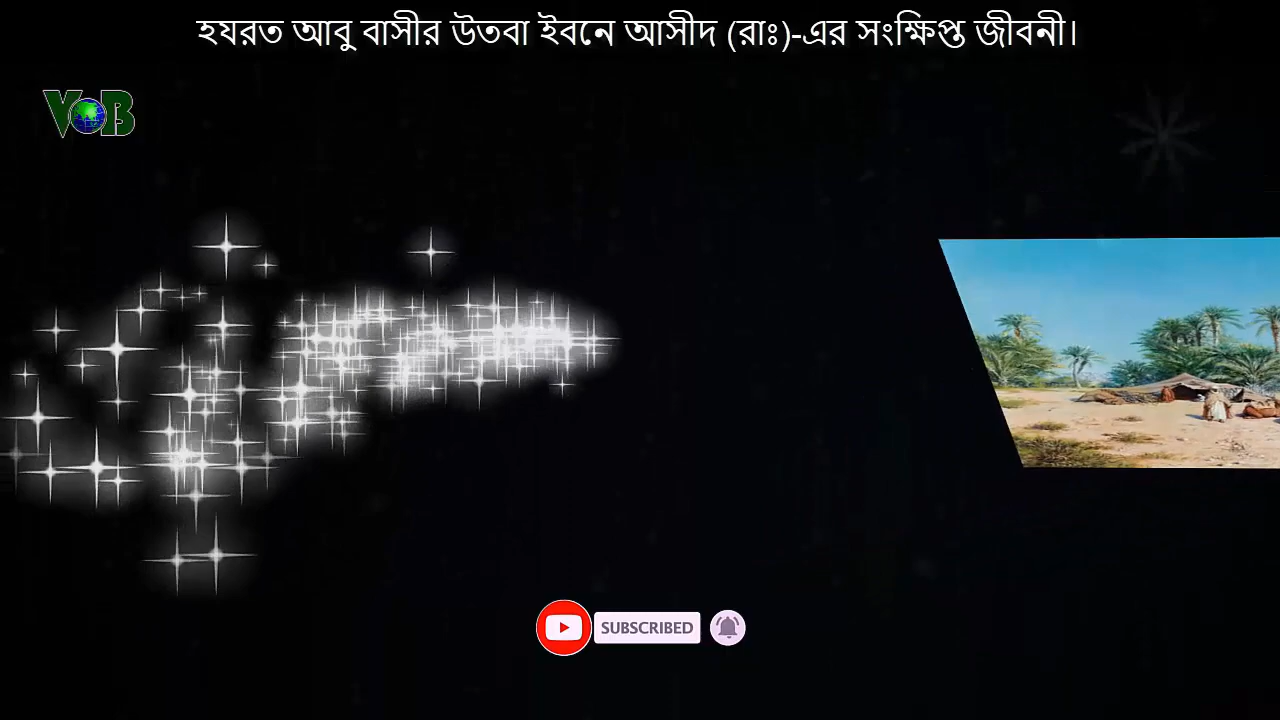 হযরত আবু বাসীর উতবা ইবনে আসীদ (রাঃ)-এর সংক্ষিপ্ত জীবনী।
VOB
SUBSCRIBED